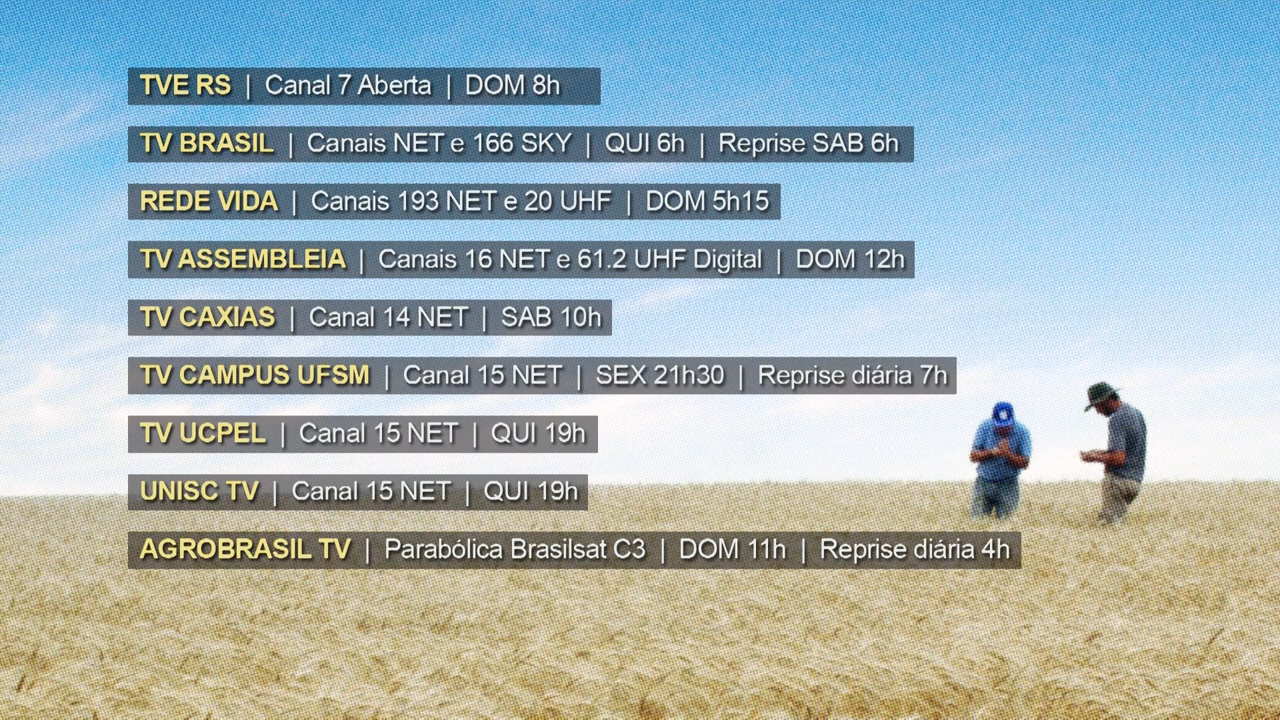 TVE RS | Canal 7 Aberta | DOM 8h
TV BRASIL | Canais NET e 166 SKY | QUI 6h | Reprise SAB 6h
REDE VIDA | Canais 193 NET e 20 UHF | DOM 5h15
TV ASSEMBLEIA | Canais 16 NET e 61.2 UHF Digital | DOM 12h
TV CAXIAS | Canal 14 NET | SAB 10h
TV CAMPUS UFSM | Canal 15 NET | SEX 21h30 | Reprise diária 7h
TV UCPEL | Canal 15 NET | QUI 19h
UNISC TV | Canal 15 NET | QUI 19h
AGROBRASIL TV | Parabólica Brasilsat C3 | DOM 11h | Reprise diária 4h